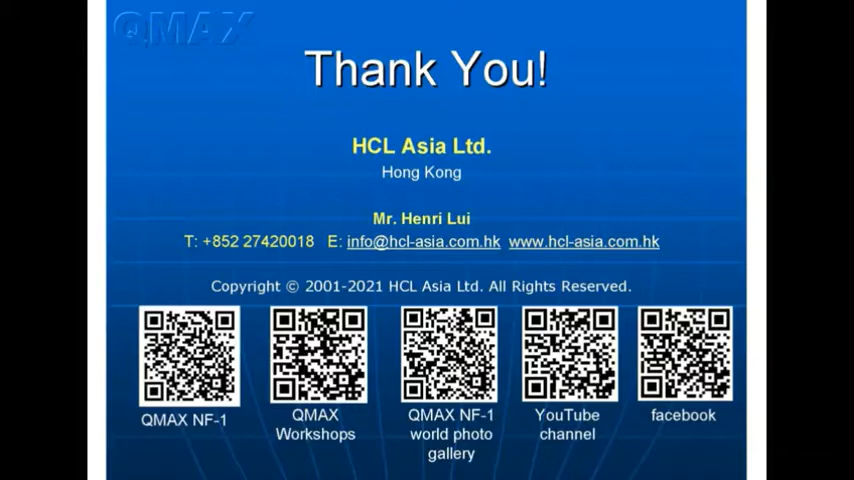 QMAX
Thank You!
HCL Asia Ltd.
Hong Kong
Mr. Henri Lui
T: +852 27420018 E: info@hcl-asia.com.hk www.hcl-asia.com.hk
Copyright © 2001-2021 HCL Asia Ltd. All Rights Reserved.
QMAX NF-1
QMAX
Workshops
QMAX NF-1
world photo
gallery
YouTube
channel
facebook